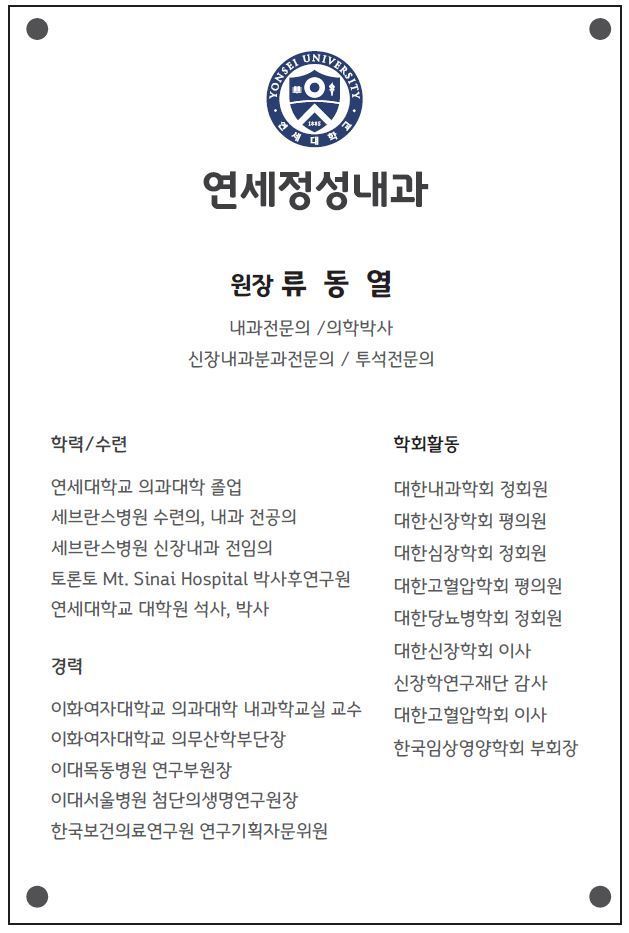 YONSEI UNIVERSITY
1885
연세대학교
연세정성내과
원장 류 동 열
내과전문의 /의학박사
신장내과분과전문의 / 투석전문의
학력/수련
연세대학교 의과대학 졸업
세브란스병원 수련의, 내과 전공의
세브란스병원 신장내과 전임의
토론토 Mt. Sinai Hospital 박사후연구원
연세대학교 대학원 석사, 박사
경력
이화여자대학교 의과대학 내과학교실 교수
이화여자대학교 의무산학부단장
이대목동병원 연구부원장
이대서울병원 첨단의생명연구원장
한국보건의료연구원 연구기획자문위원
학회활동
대한내과학회 정회원
대한신장학회 평의원
대한심장학회 정회원
대한고혈압학회 평의원
대한당뇨병학회 정회원
대한신장학회 이사
신장학연구재단 감사
대한고혈압학회 이사
한국임상영양학회 부회장